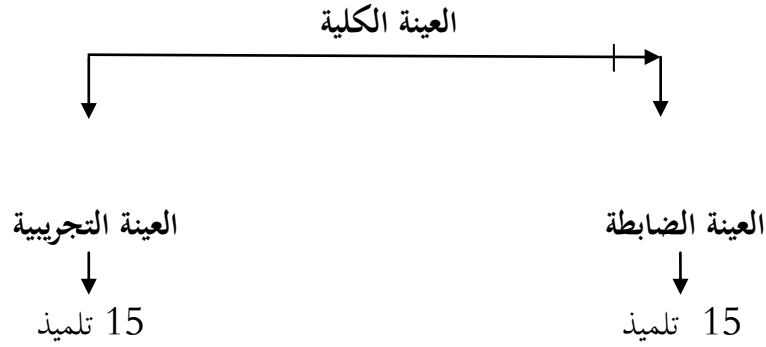 العينة الكلية
العينة الضابطة
العينة التجريبية
15 تلميذ
15 تلميذ